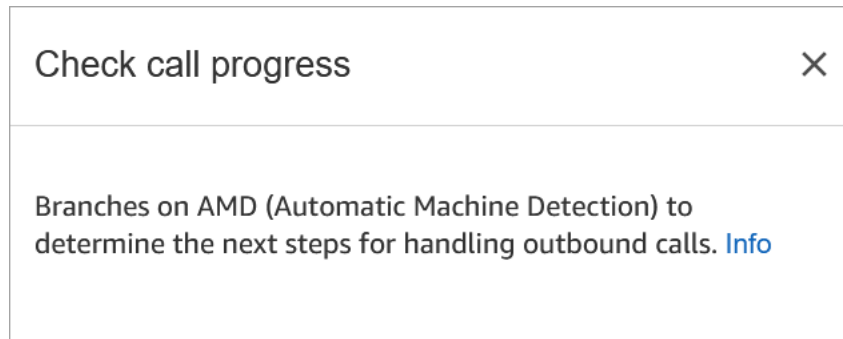 Check call progress
Branches on AMD (Automatic Machine Detection) to
determine the next steps for handling outbound calls. Info